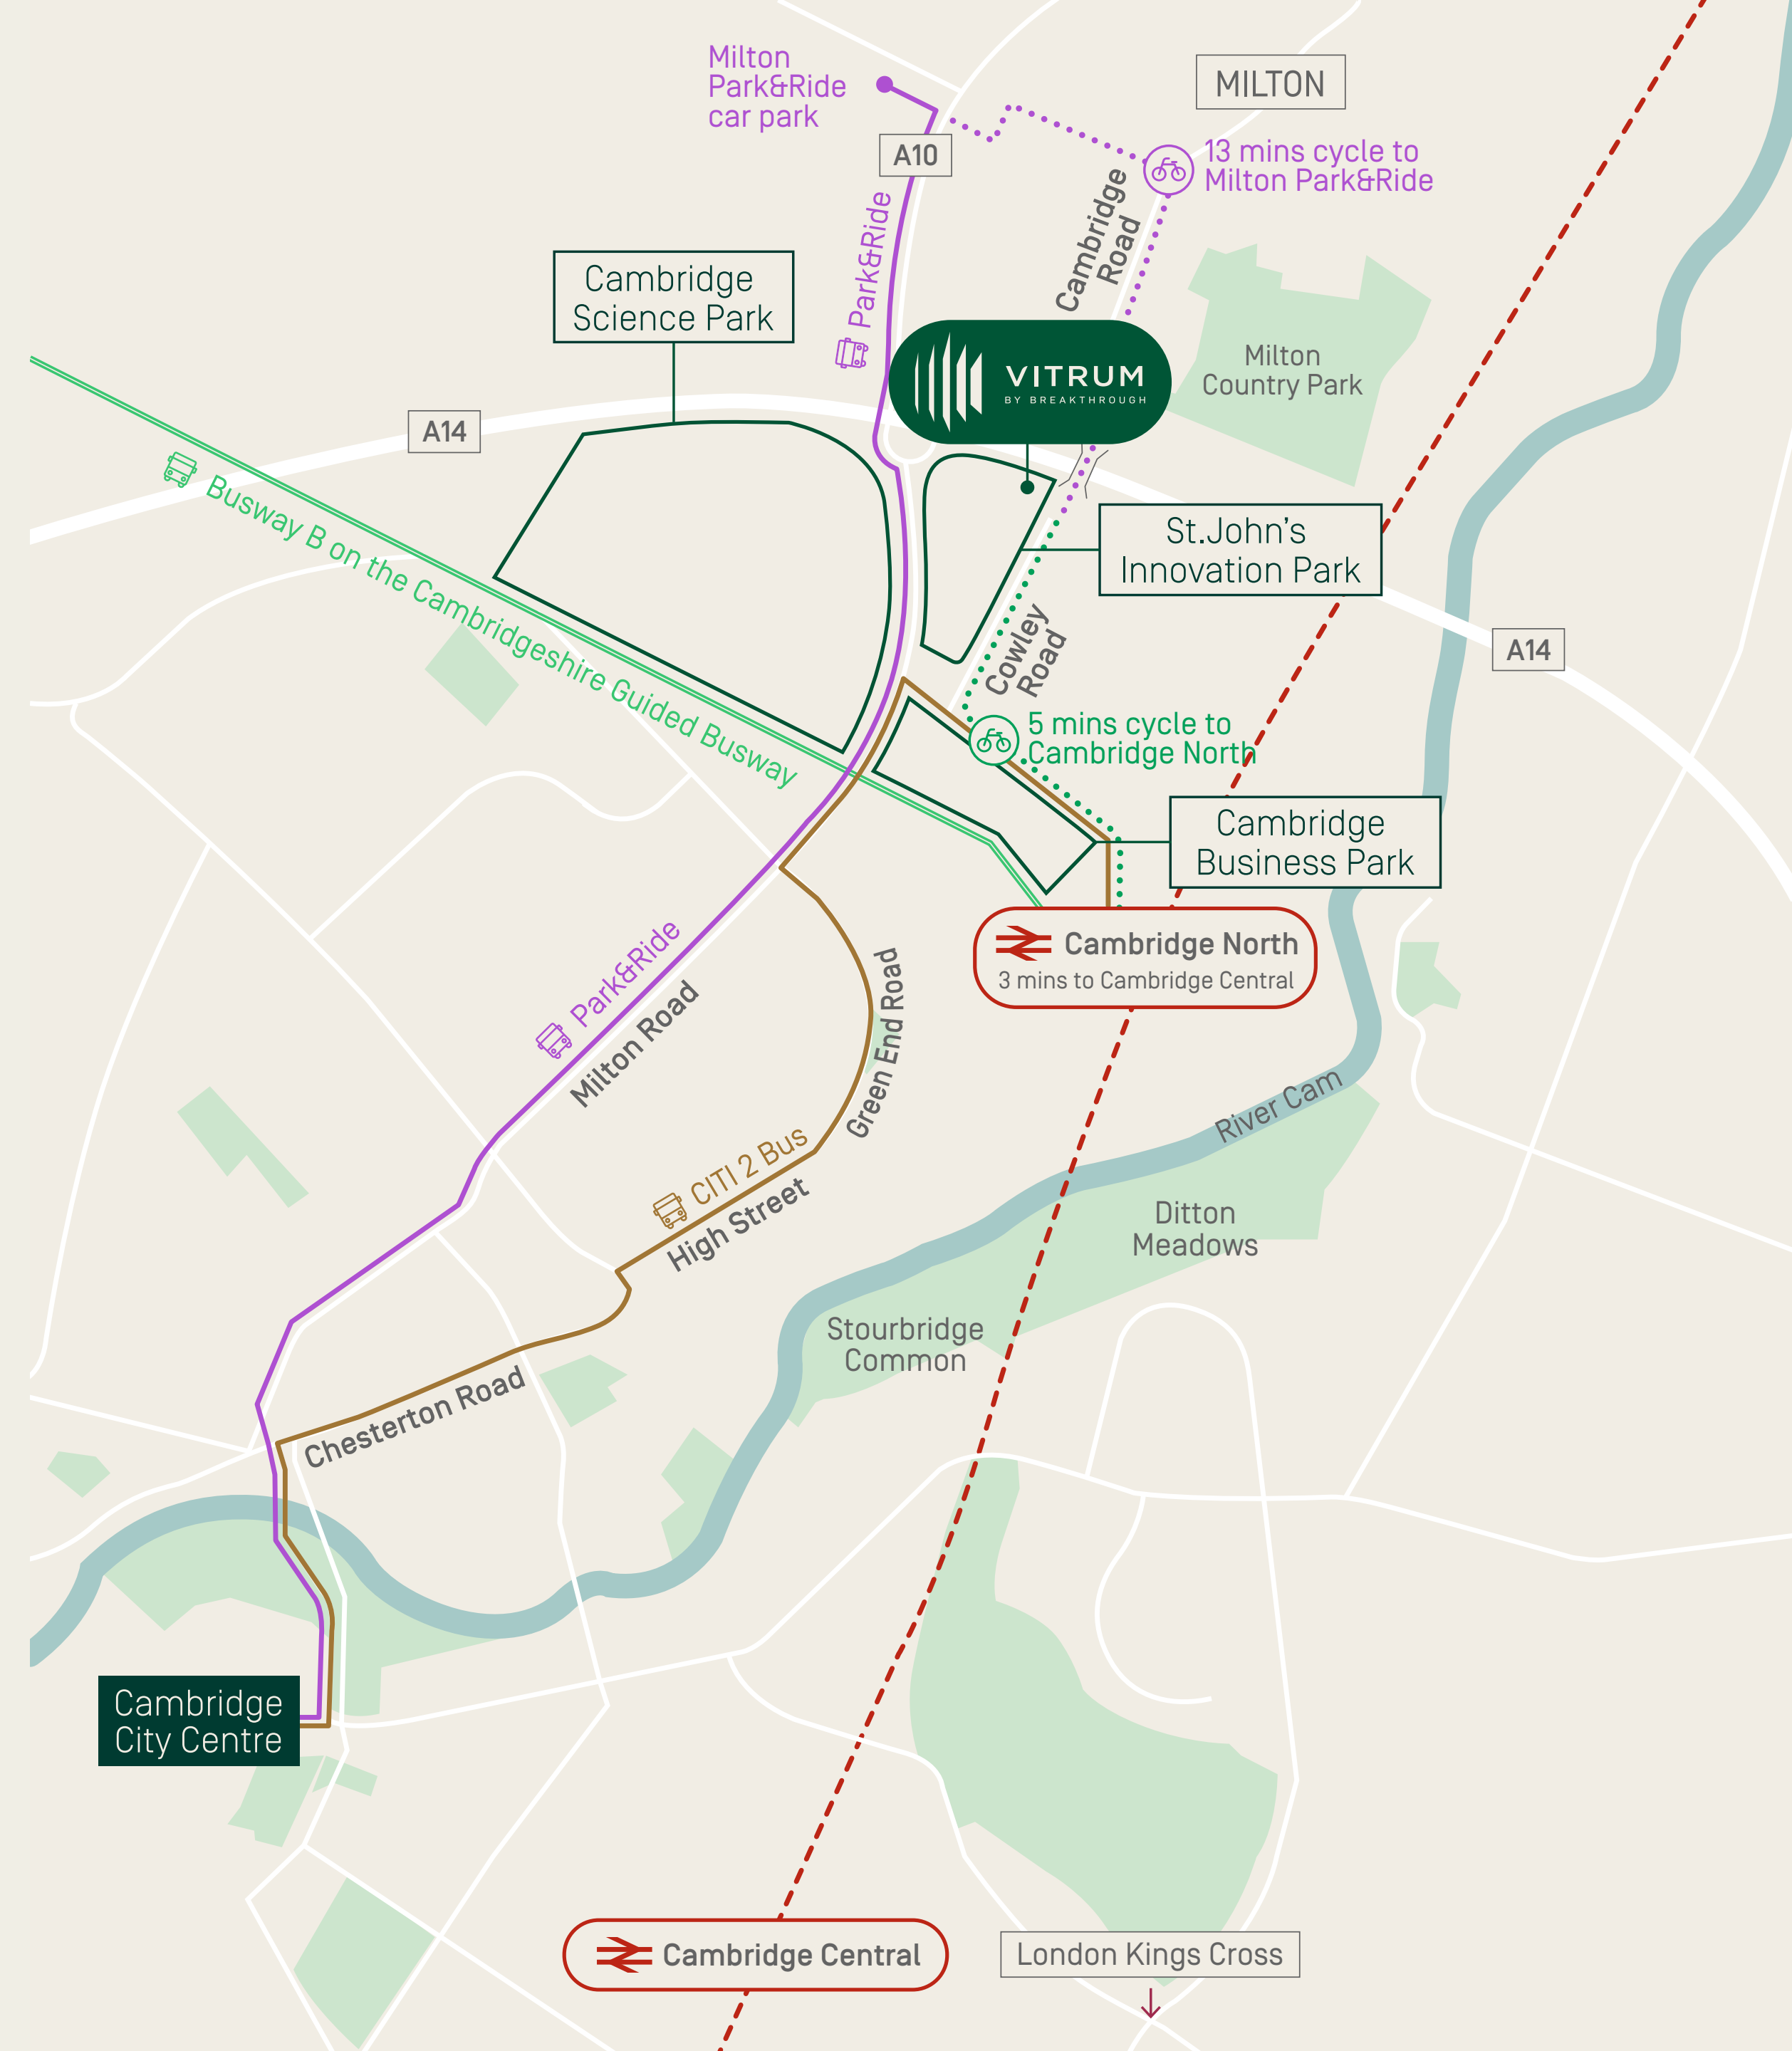 Milton
Park&Ride
car park
MILTON
A10
13 mins cycle to
Milton Park&Ride
Cambridge
Road
Park&Ride
Cambridge
Science Park
VITRUM
BY BREAKTHROUGH
Milton
Country Park
A14
Busway B on the Cambridgeshire Guided Busway
St.John's
Innovation Park
Cowley
Road
A14
5 mins cycle to
Cambridge North
Cambridge
Business Park
Cambridge North
3 mins to Cambridge Central
Park&Ride
Milton Road
Green End Road
River Cam
CITI 2 Bus
High Street
Ditton
Meadows
Stourbridge
Common
Chesterton Road
Cambridge
City Centre
Cambridge Central
London Kings Cross